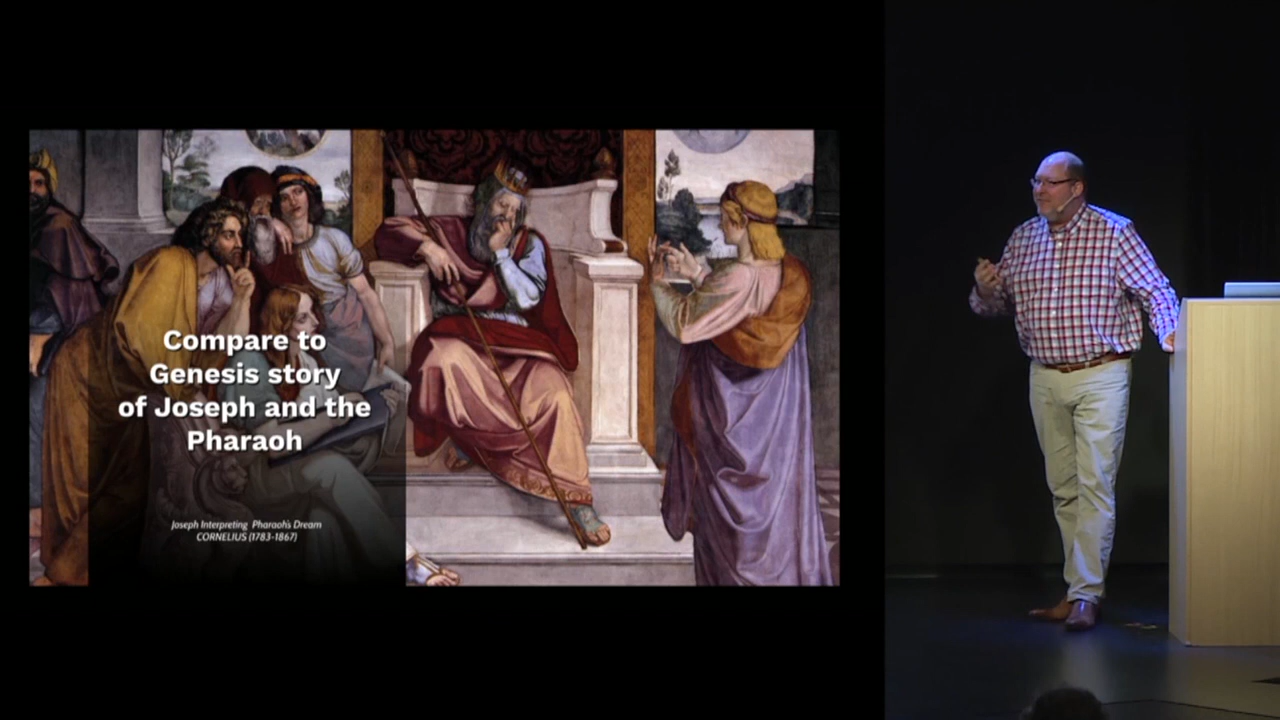 Compare to
Genesis story
of Joseph and the
Pharaoh
Joseph Interpreting Pharaoh's Dream
CORNELIUS (1783-1867)